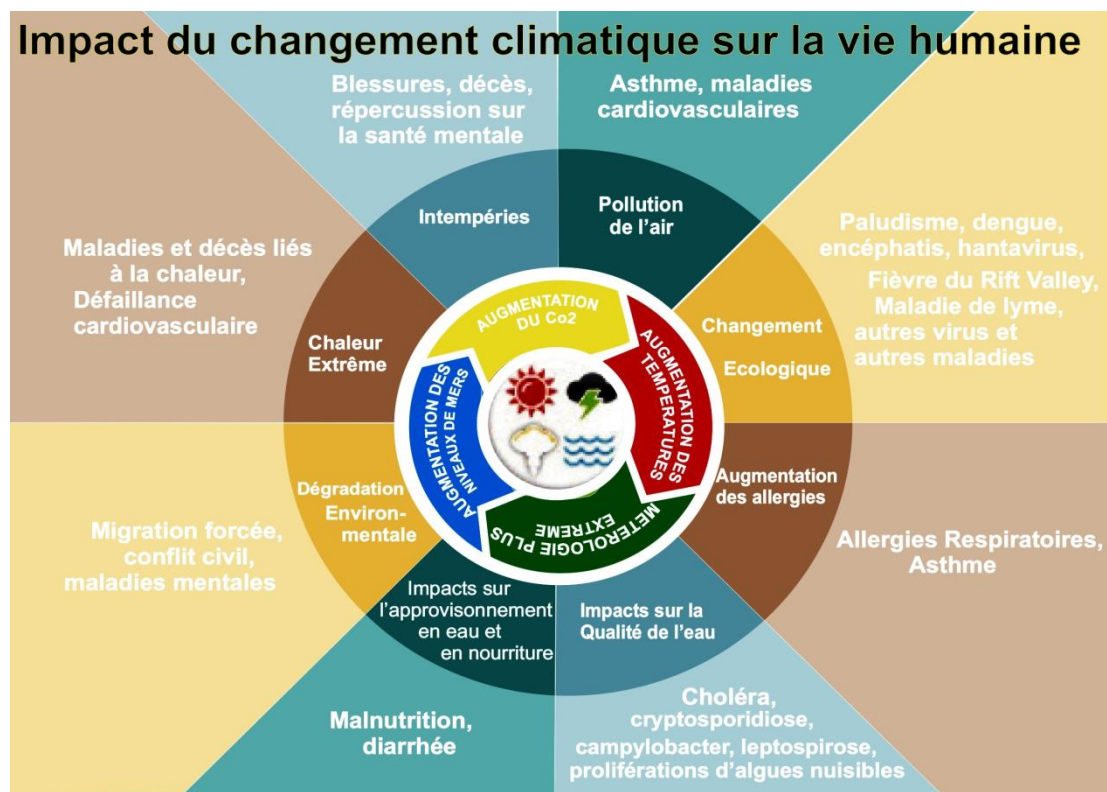 Impact du changement climatique sur la vie humaine
Blessures, décès,
répercussion sur
la santé mentale
Asthme, maladies
cardiovasculaires
Intempéries
Pollution
de l'air
Maladies et décès liés
à la chaleur,
Défaillance
cardiovasculaire
Paludisme, dengue,
encéphatis, hantavirus,
Fièvre du Rift Valley,
Maladie de lyme,
autres virus et
autres maladies
Chaleur
Extrême
Changement
Ecologique
AUGMENTATION
DU Co2
AUGMENTATION DES
TEMPERATURES
METEROLOGIE PLUS
EXTREME
AUGMENTATION DES
NIVEAUX DE MERS
Dégradation
Environ-
mentale
Augmentation
des allergies
Migration forcée,
conflit civil,
maladies mentales
Allergies Respiratoires,
Asthme
Impacts sur
l'approvisonnement
en eau et
en nourriture
Impacts sur la
Qualité de l'eau
Malnutrition,
diarrhée
Choléra,
cryptosporidiose,
campylobacter, leptospirose,
proliférations d'algues nuisibles